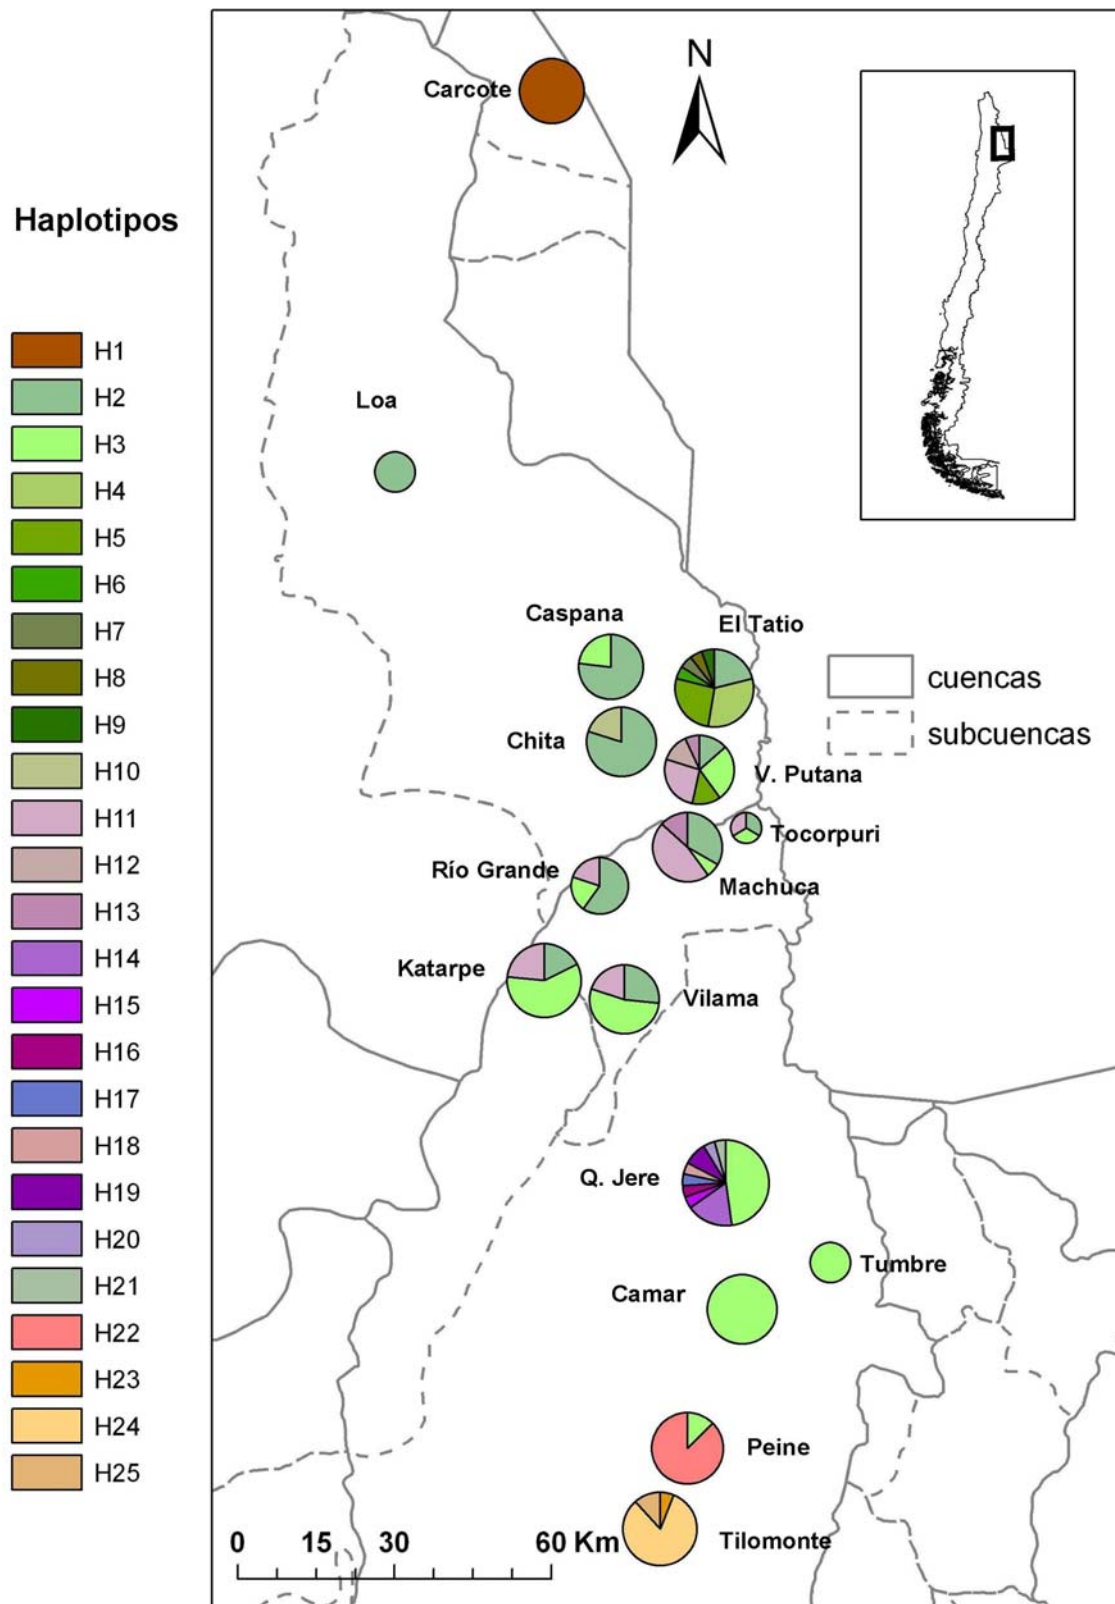 Haplotipos
H1
H2
H3
H4
H5
H6
H7
H8
H9
H10
H11
H12
H13
H14
H15
H16
H17
H18
H19
H20
H21
H22
H23
H24
H25
N
Carcote
Loa
Caspana
El Tatio
cuencas
subcuencas
Chita
V. Putana
Tocorpuri
Río Grande
Machuca
Katarpe
Vilama
Q. Jere
Tumbre
Camar
Peine
Tilomonte
0 15 30 60 Km